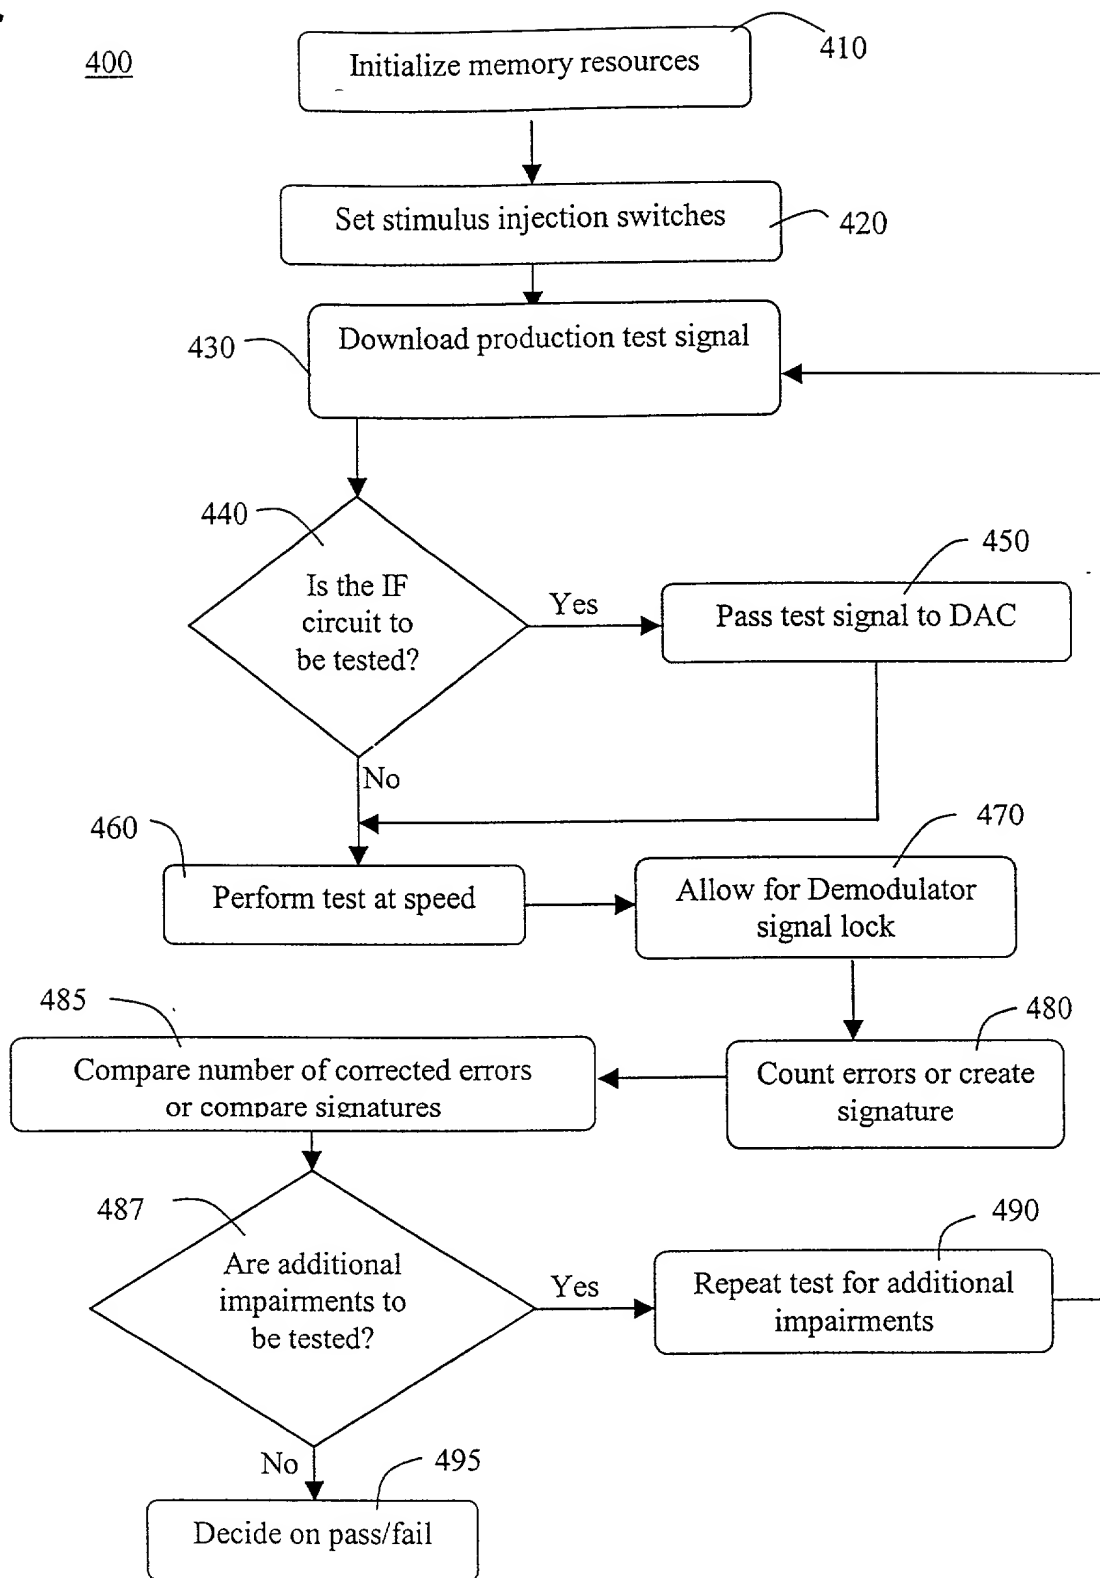 400
Initialize memory resources
410
Set stimulus injection switches
420
Download production test signal
430
440
Is the IF
circuit to
be tested?
Yes
450
Pass test signal to DAC
No
460
Perform test at speed
470
Allow for Demodulator
signal lock
480
Count errors or create
signature
485
Compare number of corrected errors
or compare signatures
487
Are additional
impairments to
be tested?
Yes
490
Repeat test for additional
impairments
No
495
Decide on pass/fail